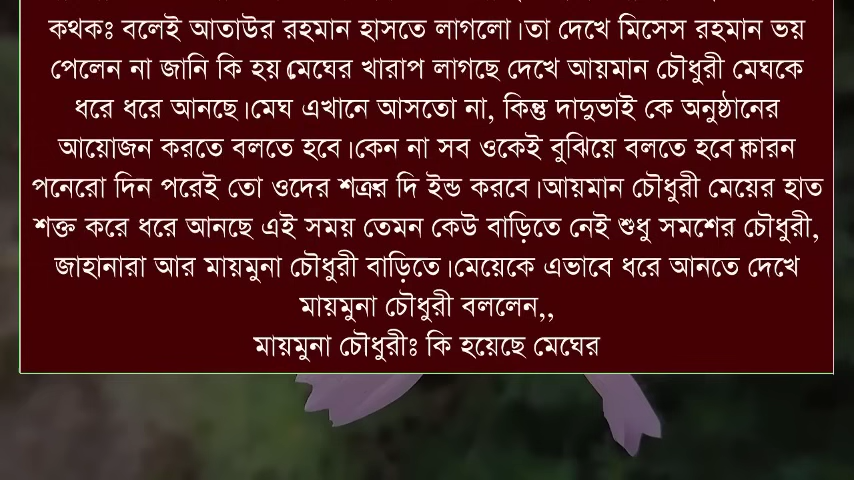 কথকঃ বলেই আতাউর রহমান হাসতে লাগলো।তা দেখে মিসেস রহমান ভয়
পেলেন না জানি কি হয়।মেঘের খারাপ লাগছে দেখে আয়মান চৌধুরী মেঘকে
ধরে ধরে আনছে।মেঘ এখানে আসতো না, কিন্তু দাদুভাই কে অনুষ্ঠানের
আয়োজন করতে বলতে হবে।কেন না সব ওকেই বুঝিয়ে বলতে হবে।কারন
পনেরো দিন পরেই তো ওদের শত্রুর দি ইন্ড করবে।আয়মান চৌধুরী মেয়ের হাত
শক্ত করে ধরে আনছে এই সময় তেমন কেউ বাড়িতে নেই শুধু সমশের চৌধুরী,
জাহানারা আর মায়মুনা চৌধুরী বাড়িতে।মেয়েকে এভাবে ধরে আনতে দেখে
মায়মুনা চৌধুরী বললেন,,
মায়মুনা চৌধুরীঃ কি হয়েছে মেঘের